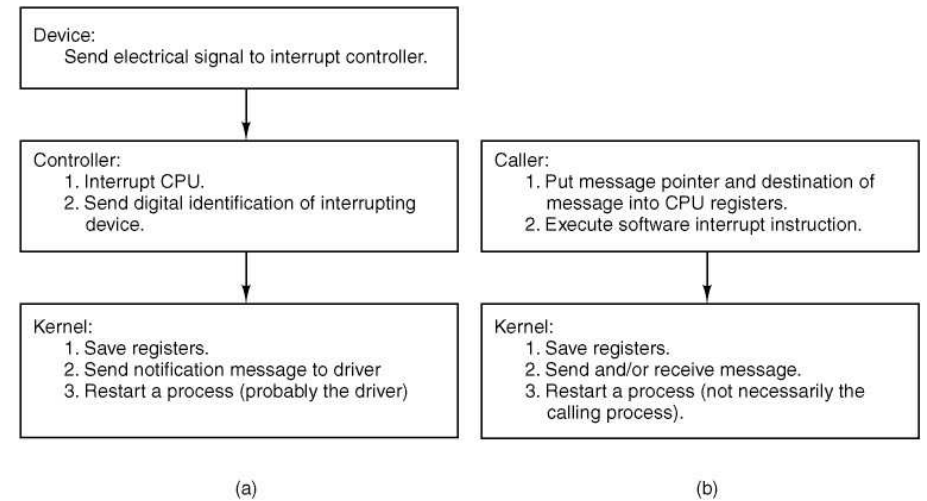 Device:
Send electrical signal to interrupt controller.
Controller:
1. Interrupt CPU.
2. Send digital identification of interrupting
device.
Kernel:
1. Save registers.
2. Send notification message to driver
3. Restart a process (probably the driver)
(a)
Caller:
1. Put message pointer and destination of
message into CPU registers.
2. Execute software interrupt instruction.
Kernel:
1. Save registers.
2. Send and/or receive message.
3. Restart a process (not necessarily the
calling process).
(b)